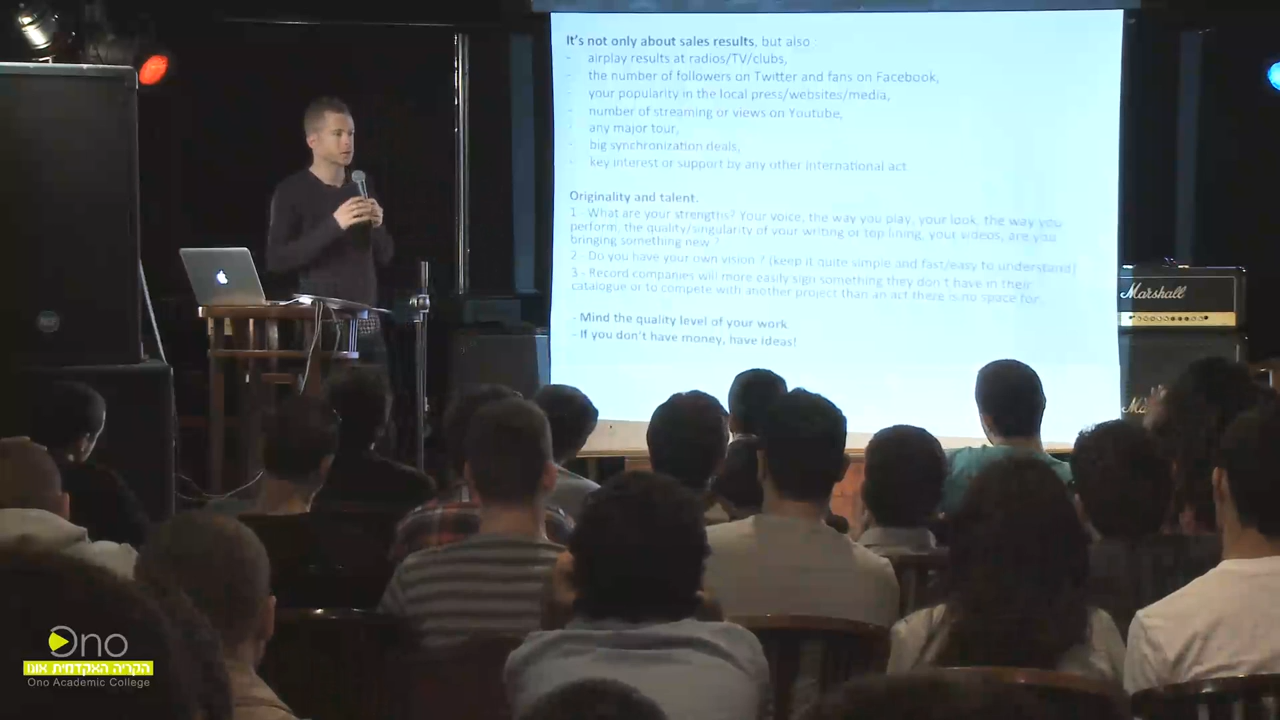 It's not only about sales results, but also :
- airplay results at radios/TV/clubs,
- the number of followers on Twitter and fans on Facebook,
- your popularity in the local press/websites/media,
- number of streaming or views on Youtube,
- any major tour,
- big synchronization deals,
- key interest or support by any other international act
Originality and talent.
1 - What are your strengths? Your voice, the way you play, your look, the way you
perform, the quality/singularity of your writing or top lining, your videos, are you
bringing something new ?
2 - Do you have your own vision ? (keep it quite simple and fast/easy to understand)
3 - Record companies will more easily sign something they don't have in their
catalogue or to compete with another project than an act there is no space for.
- Mind the quality level of your work
- If you don't have money, have ideas!
Marshall
Ono
הקריה האקדמית אונו
Ono Academic College